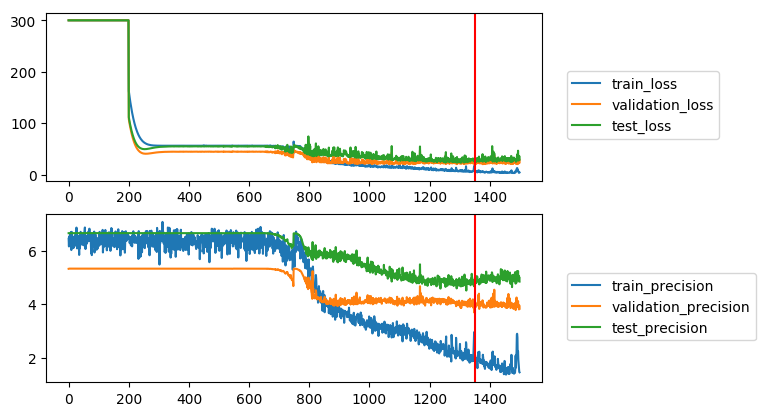 300
200
100
0
0 200 400 600 800 1000 1200 1400
train_loss
validation_loss
test_loss
6
4
2
0 200 400 600 800 1000 1200 1400
train_precision
validation_precision
test_precision